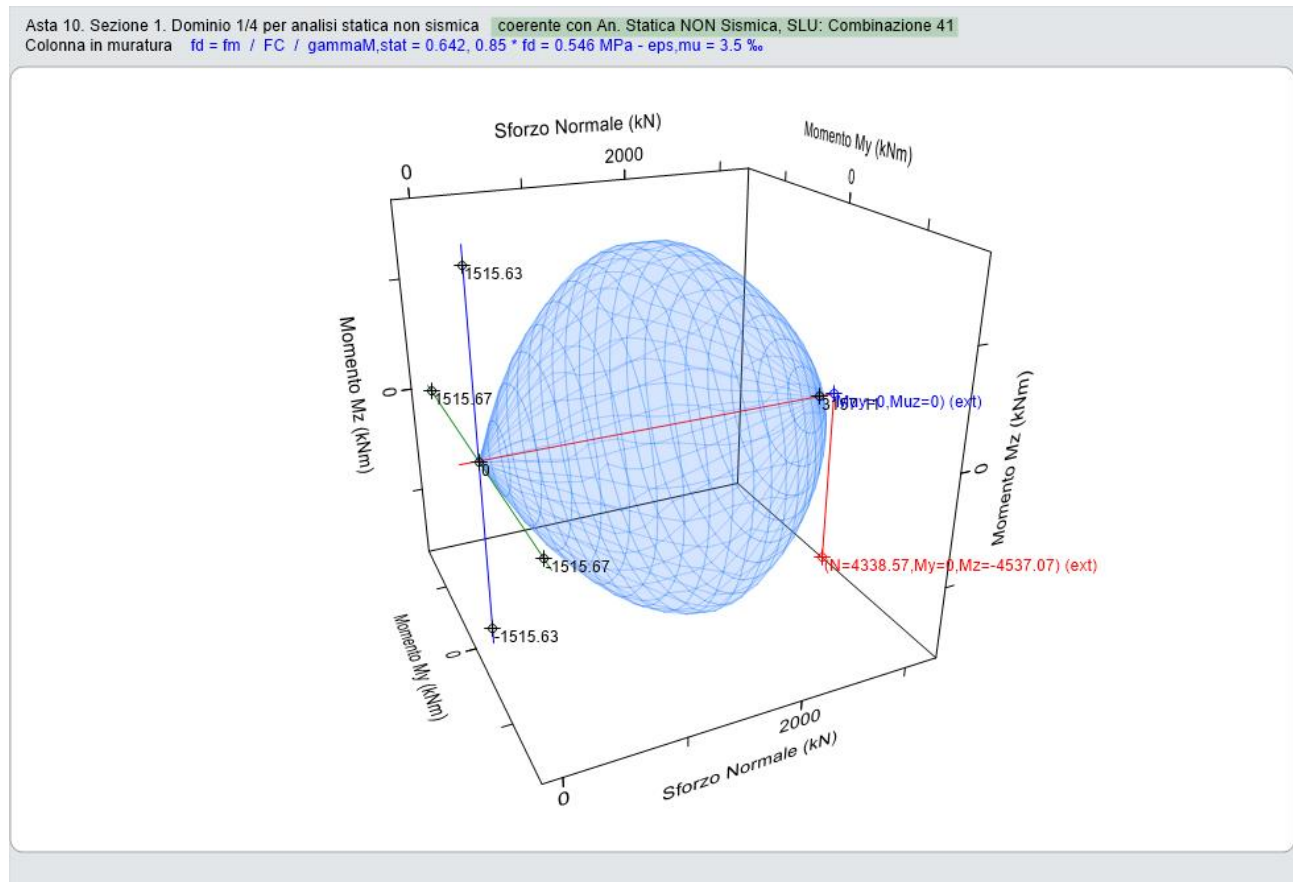 Asta 10. Sezione 1. Dominio 1/4 per analisi statica non sismica coerente con An. Statica NON Sismica, SLU: Combinazione 41
Colonna in muratura fd = fm / FC / gammaM,stat = 0.642, 0.85 * fd = 0.546 MPa - eps,mu = 3.5 ‰
Sforzo Normale (kN)
Momento My (kNm)
0
2000
0
1515.63
Momento Mz (kNm)
0
1515.67
Muz=0) (ext)
0
0
Momento Mz (kNm)
-1515.67
(N=4338.57,My=0,Mz=-4537.07) (ext)
-1515.63
Momento My (kNm)
0
2000
Sforzo Normale (kN)
0